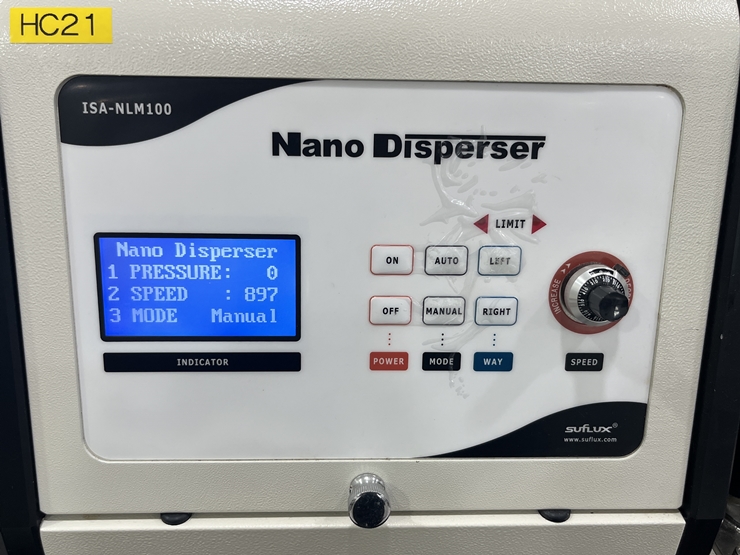 HC21
ISA-NLM100
Nano Disperser
LIMIT
Nano Disperser
1 PRESSURE: 0
2 SPEED : 897
3 MODE Manual
INDICATOR
ON AUTO LEFT
OFF MANUAL RIGHT
POWER MODE WAY
INCREASE
SPEED
SUFLUX®
www.suflux.com